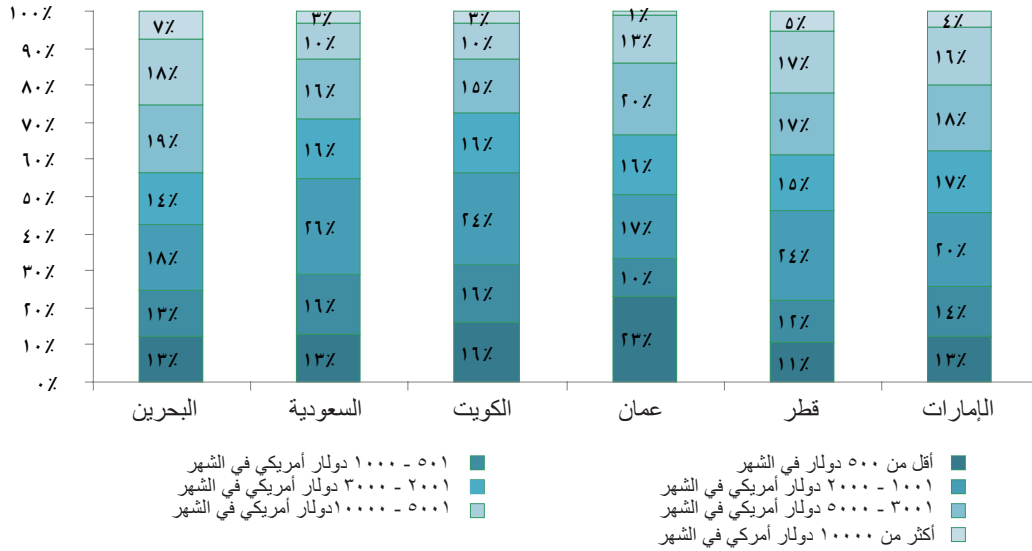 ١٠٠٪
٩٠٪
٨٠٪
٧٠٪
٦٠٪
٥٠٪
٤٠٪
٣٠٪
٢٠٪
١٠٪
٠٪
٧٪ ٣٪ ٣٪ ١٪ ٥٪ ٤٪
١٨٪ ١٠٪ ١٠٪ ١٣٪ ١٧٪ ١٦٪
١٩٪ ١٦٪ ١٥٪ ٢٠٪ ١٧٪ ١٨٪
١٤٪ ١٦٪ ١٦٪ ١٦٪ ١٥٪ ١٧٪
١٨٪ ٢٦٪ ٢٤٪ ١٧٪ ٢٤٪ ٢٠٪
١٣٪ ١٦٪ ١٦٪ ١٠٪ ١٢٪ ١٤٪
١٣٪ ١٣٪ ١٦٪ ٢٣٪ ١١٪ ١٣٪
البحرين السعودية الكويت عمان قطر الإمارات
أقل من ٥٠٠ دولار في الشهر
٥٠١ - ١٠٠٠ دولار أمريكي في الشهر
١٠٠١ - ٢٠٠٠ دولار أمريكي في الشهر
٢٠٠١ - ٣٠٠٠ دولار أمريكي في الشهر
٣٠٠١ - ٥٠٠٠ دولار أمريكي في الشهر
٥٠٠١ - ١٠٠٠٠دولار أمريكي في الشهر
أكثر من ١٠٠٠٠ دولار أمركي في الشهر